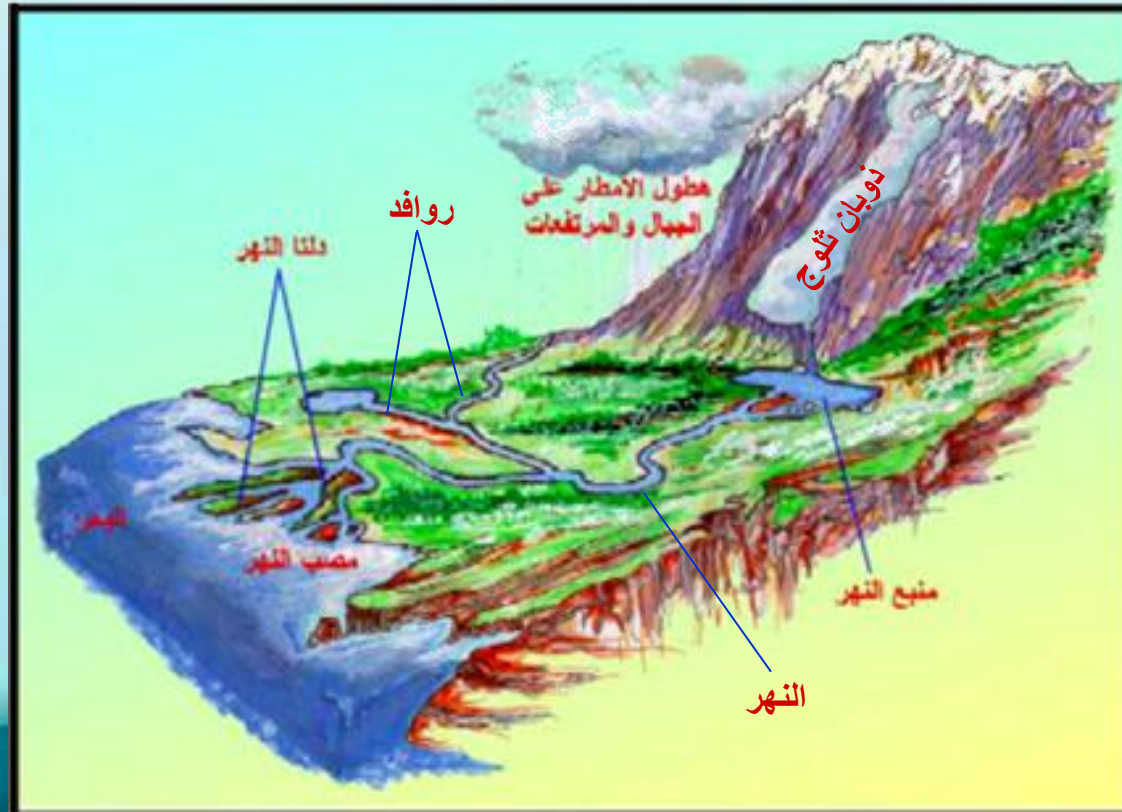 هطول الامطار على
الجبال والمرتفعات
ذوبان ثلوج
روافد
دلتا النهر
البحر
مصب النهر
منبع النهر
النهر